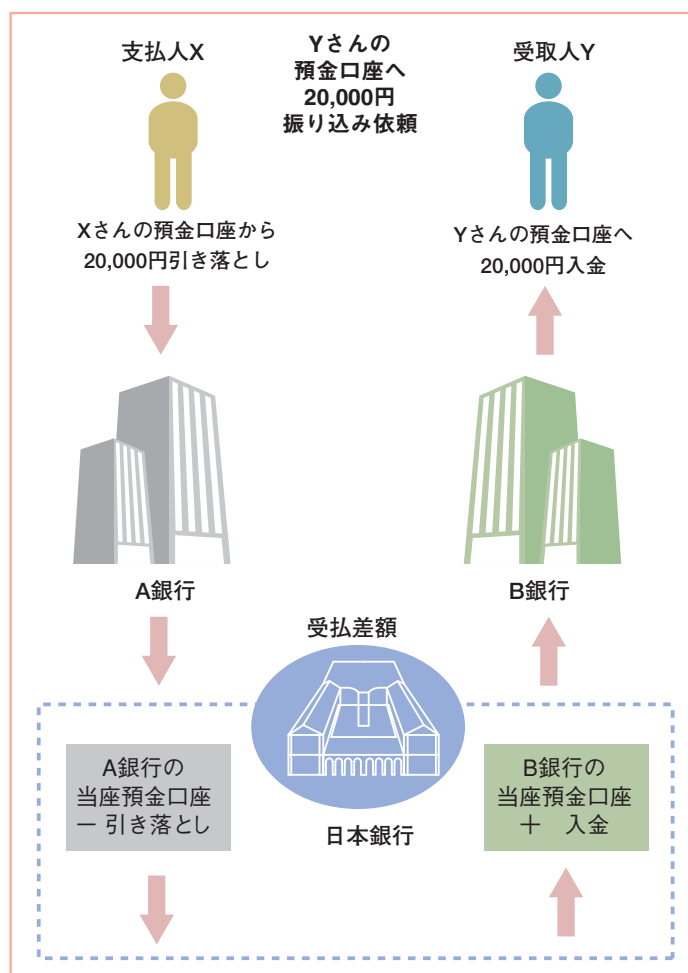 支払人X
Yさんの
預金口座へ
20,000円
振り込み依頼
受取人Y
Xさんの預金口座から
20,000円引き落とし
Yさんの預金口座へ
20,000円入金
A銀行
B銀行
受払差額
A銀行の
当座預金口座
− 引き落とし
日本銀行
B銀行の
当座預金口座
＋　入金